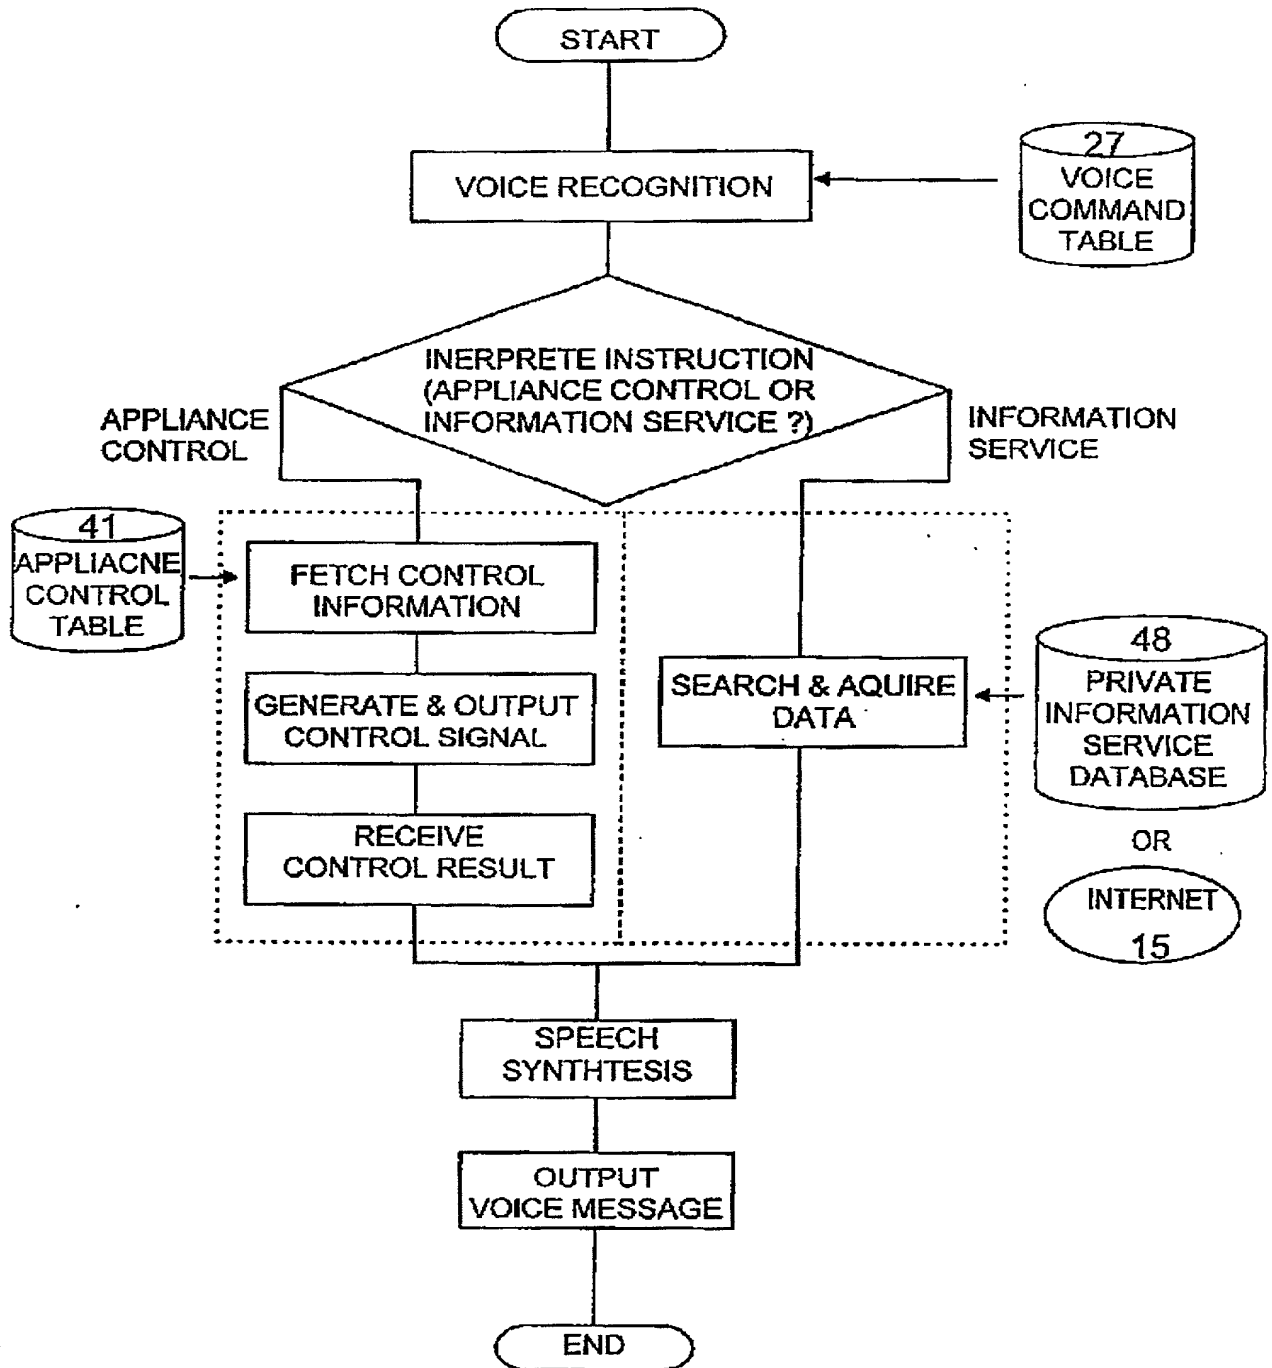 START
VOICE RECOGNITION
27
VOICE
COMMAND
TABLE
INERPRETE INSTRUCTION
(APPLIANCE CONTROL OR
INFORMATION SERVICE ?)
APPLIANCE
CONTROL
INFORMATION
SERVICE
41
APPLIACNE
CONTROL
TABLE
FETCH CONTROL
INFORMATION
GENERATE & OUTPUT
CONTROL SIGNAL
RECEIVE
CONTROL RESULT
SEARCH & AQUIRE
DATA
48
PRIVATE
INFORMATION
SERVICE
DATABASE
OR
INTERNET
15
SPEECH
SYNTHTESIS
OUTPUT
VOICE MESSAGE
END